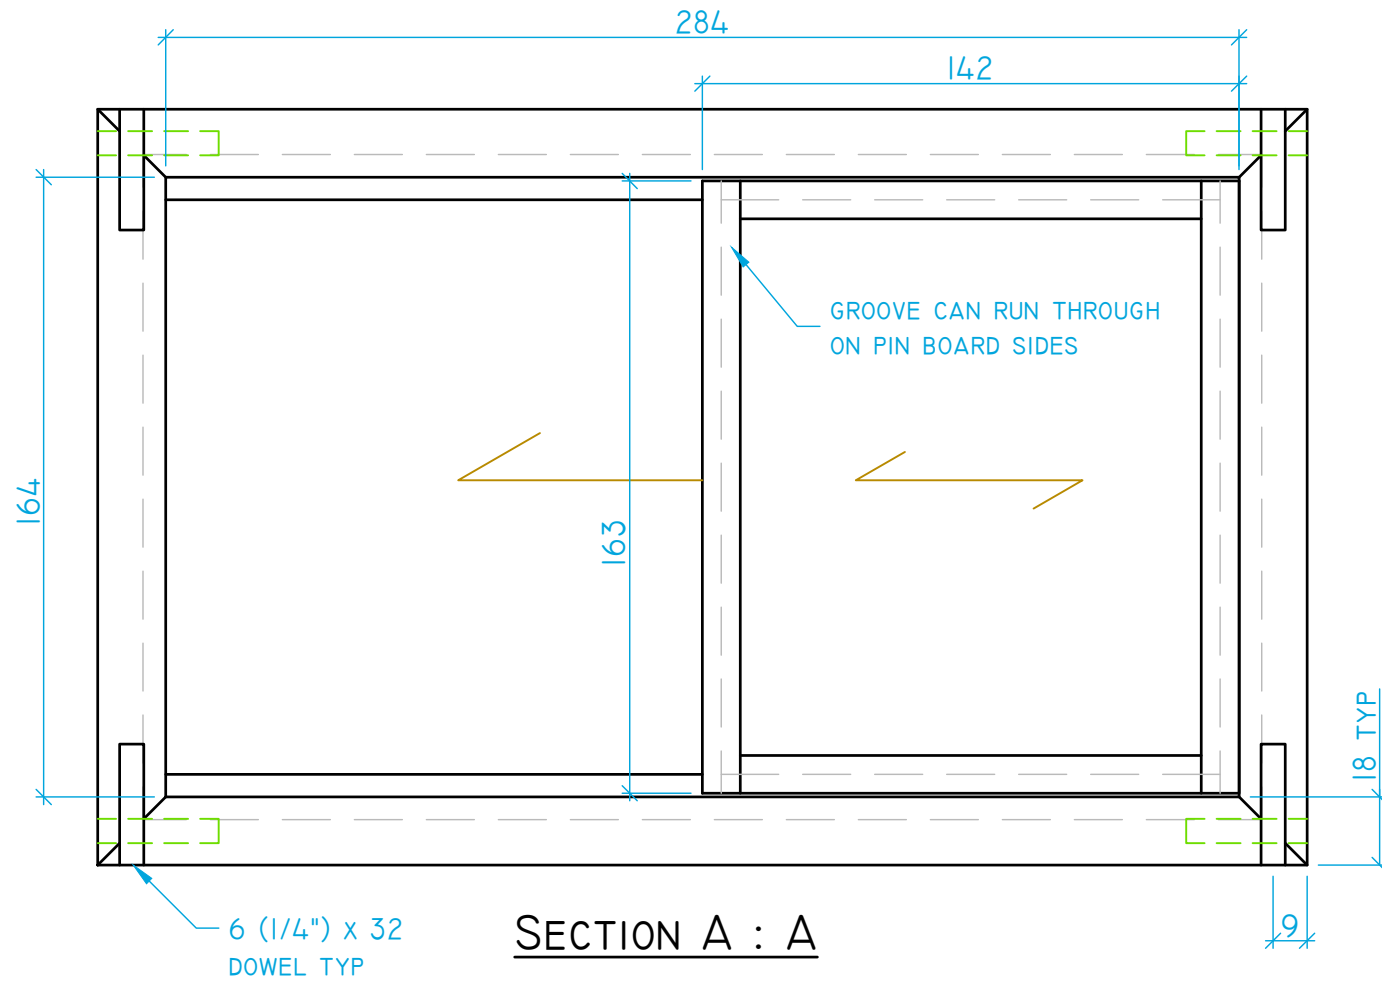 284
142
GROOVE CAN RUN THROUGH
ON PIN BOARD SIDES
164
163
18 TYP
6 (1/4") X 32
DOWEL TYP
SECTION A : A
9